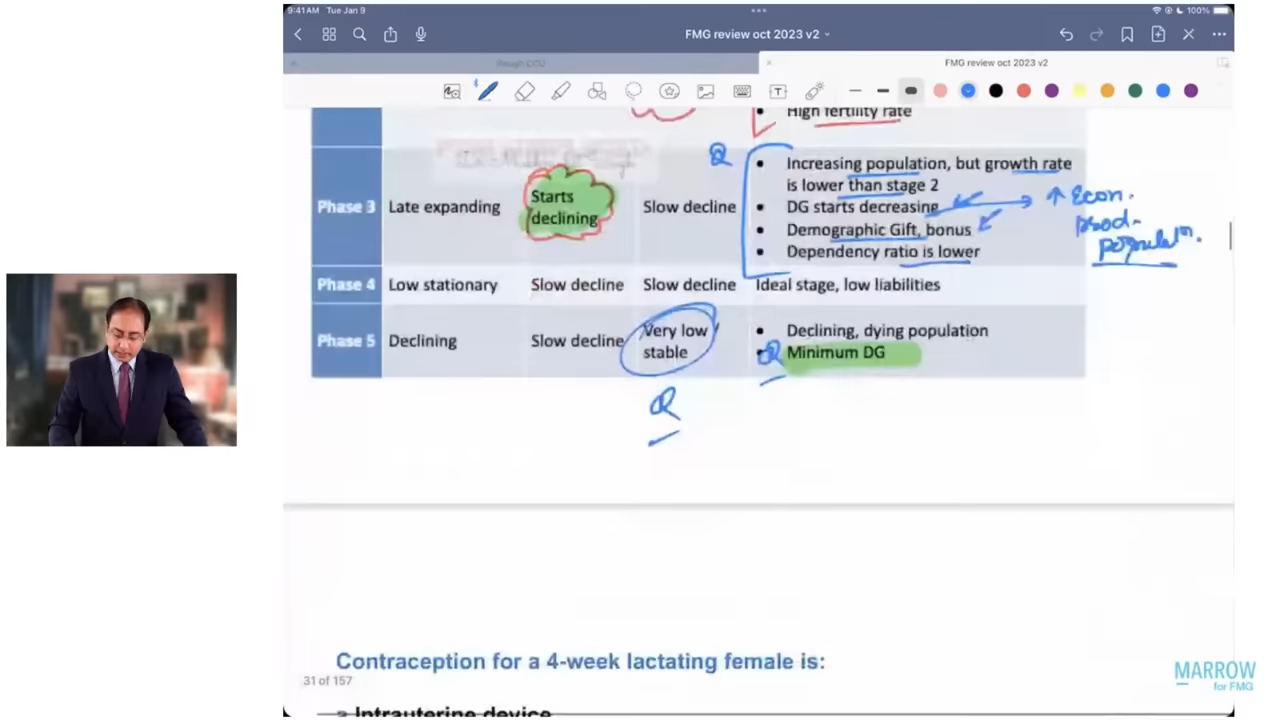 9:41 AM Tue Jan 9
100%
FMG review oct 2023 v2
Rough CCU
FMG review oct 2023 v2
High fertility rate
Phase 3
Late expanding
Starts
declining
Slow decline
Q
Increasing population, but growth rate
is lower than stage 2
DG starts decreasing
Demographic Gift, bonus
Dependency ratio is lower
↑ Econ.
prod.
populatn.
Phase 4
Low stationary
Slow decline
Slow decline
Ideal stage, low liabilities
Phase 5
Declining
Slow decline
Very low /
stable
Declining, dying population
Q Minimum DG
Q
Contraception for a 4-week lactating female is:
31 of 157
a Intrauterine device
MARROW
for FMG